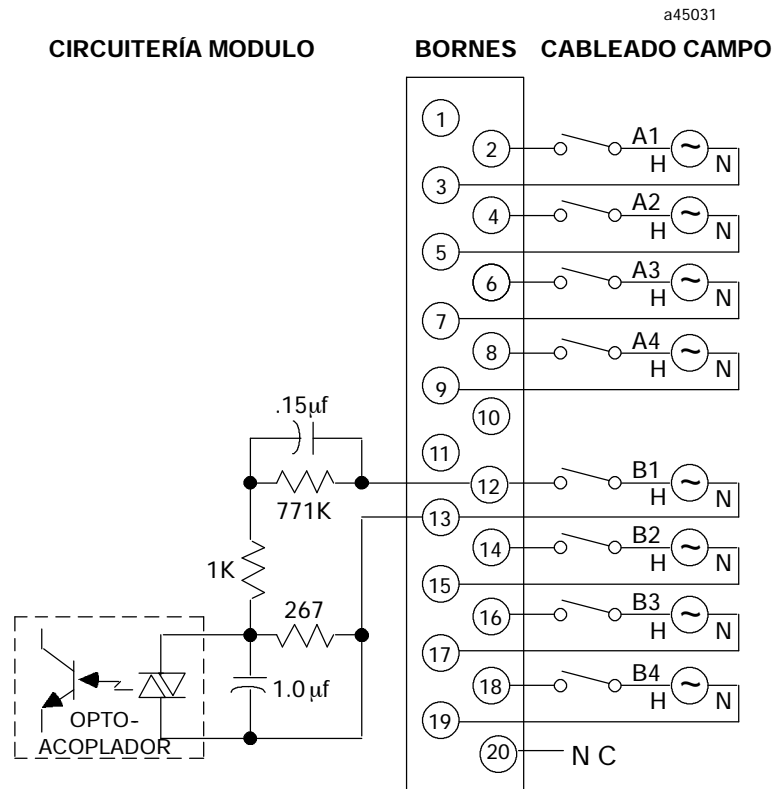 a45031
CIRCUITERÍA MODULO BORNES CABLEADO CAMPO
1
2 A1 H ~ N
3
4 A2 H ~ N
5
6 A3 H ~ N
7
8 A4 H ~ N
9
10
.15µf
11
771K
12 B1 H ~ N
13
14 B2 H ~ N
1K
15
267
16 B3 H ~ N
17
1.0µf
18 B4 H ~ N
OPTO-
ACOPLADOR
19
20 N C